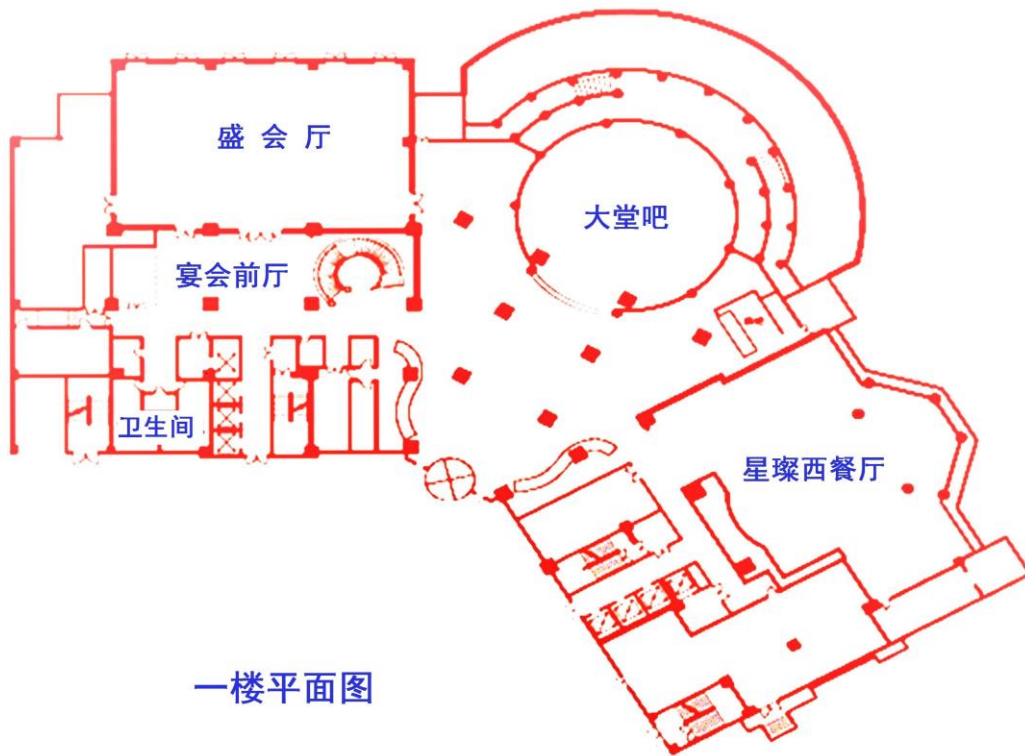 盛会厅
大堂吧
宴会前厅
卫生间
星璨西餐厅
一楼平面图